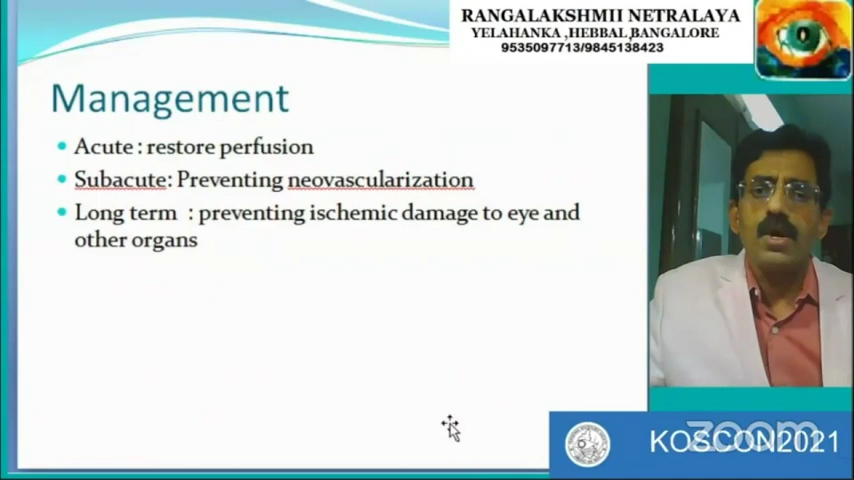 RANGALAKSHMII NETRALAYA
YELAHANKA ,HEBBAL,BANGALORE
9535097713/9845138423
Management
Acute : restore perfusion
Subacute: Preventing neovascularization
Long term : preventing ischemic damage to eye and
other organs
zoom
KOSCON2021